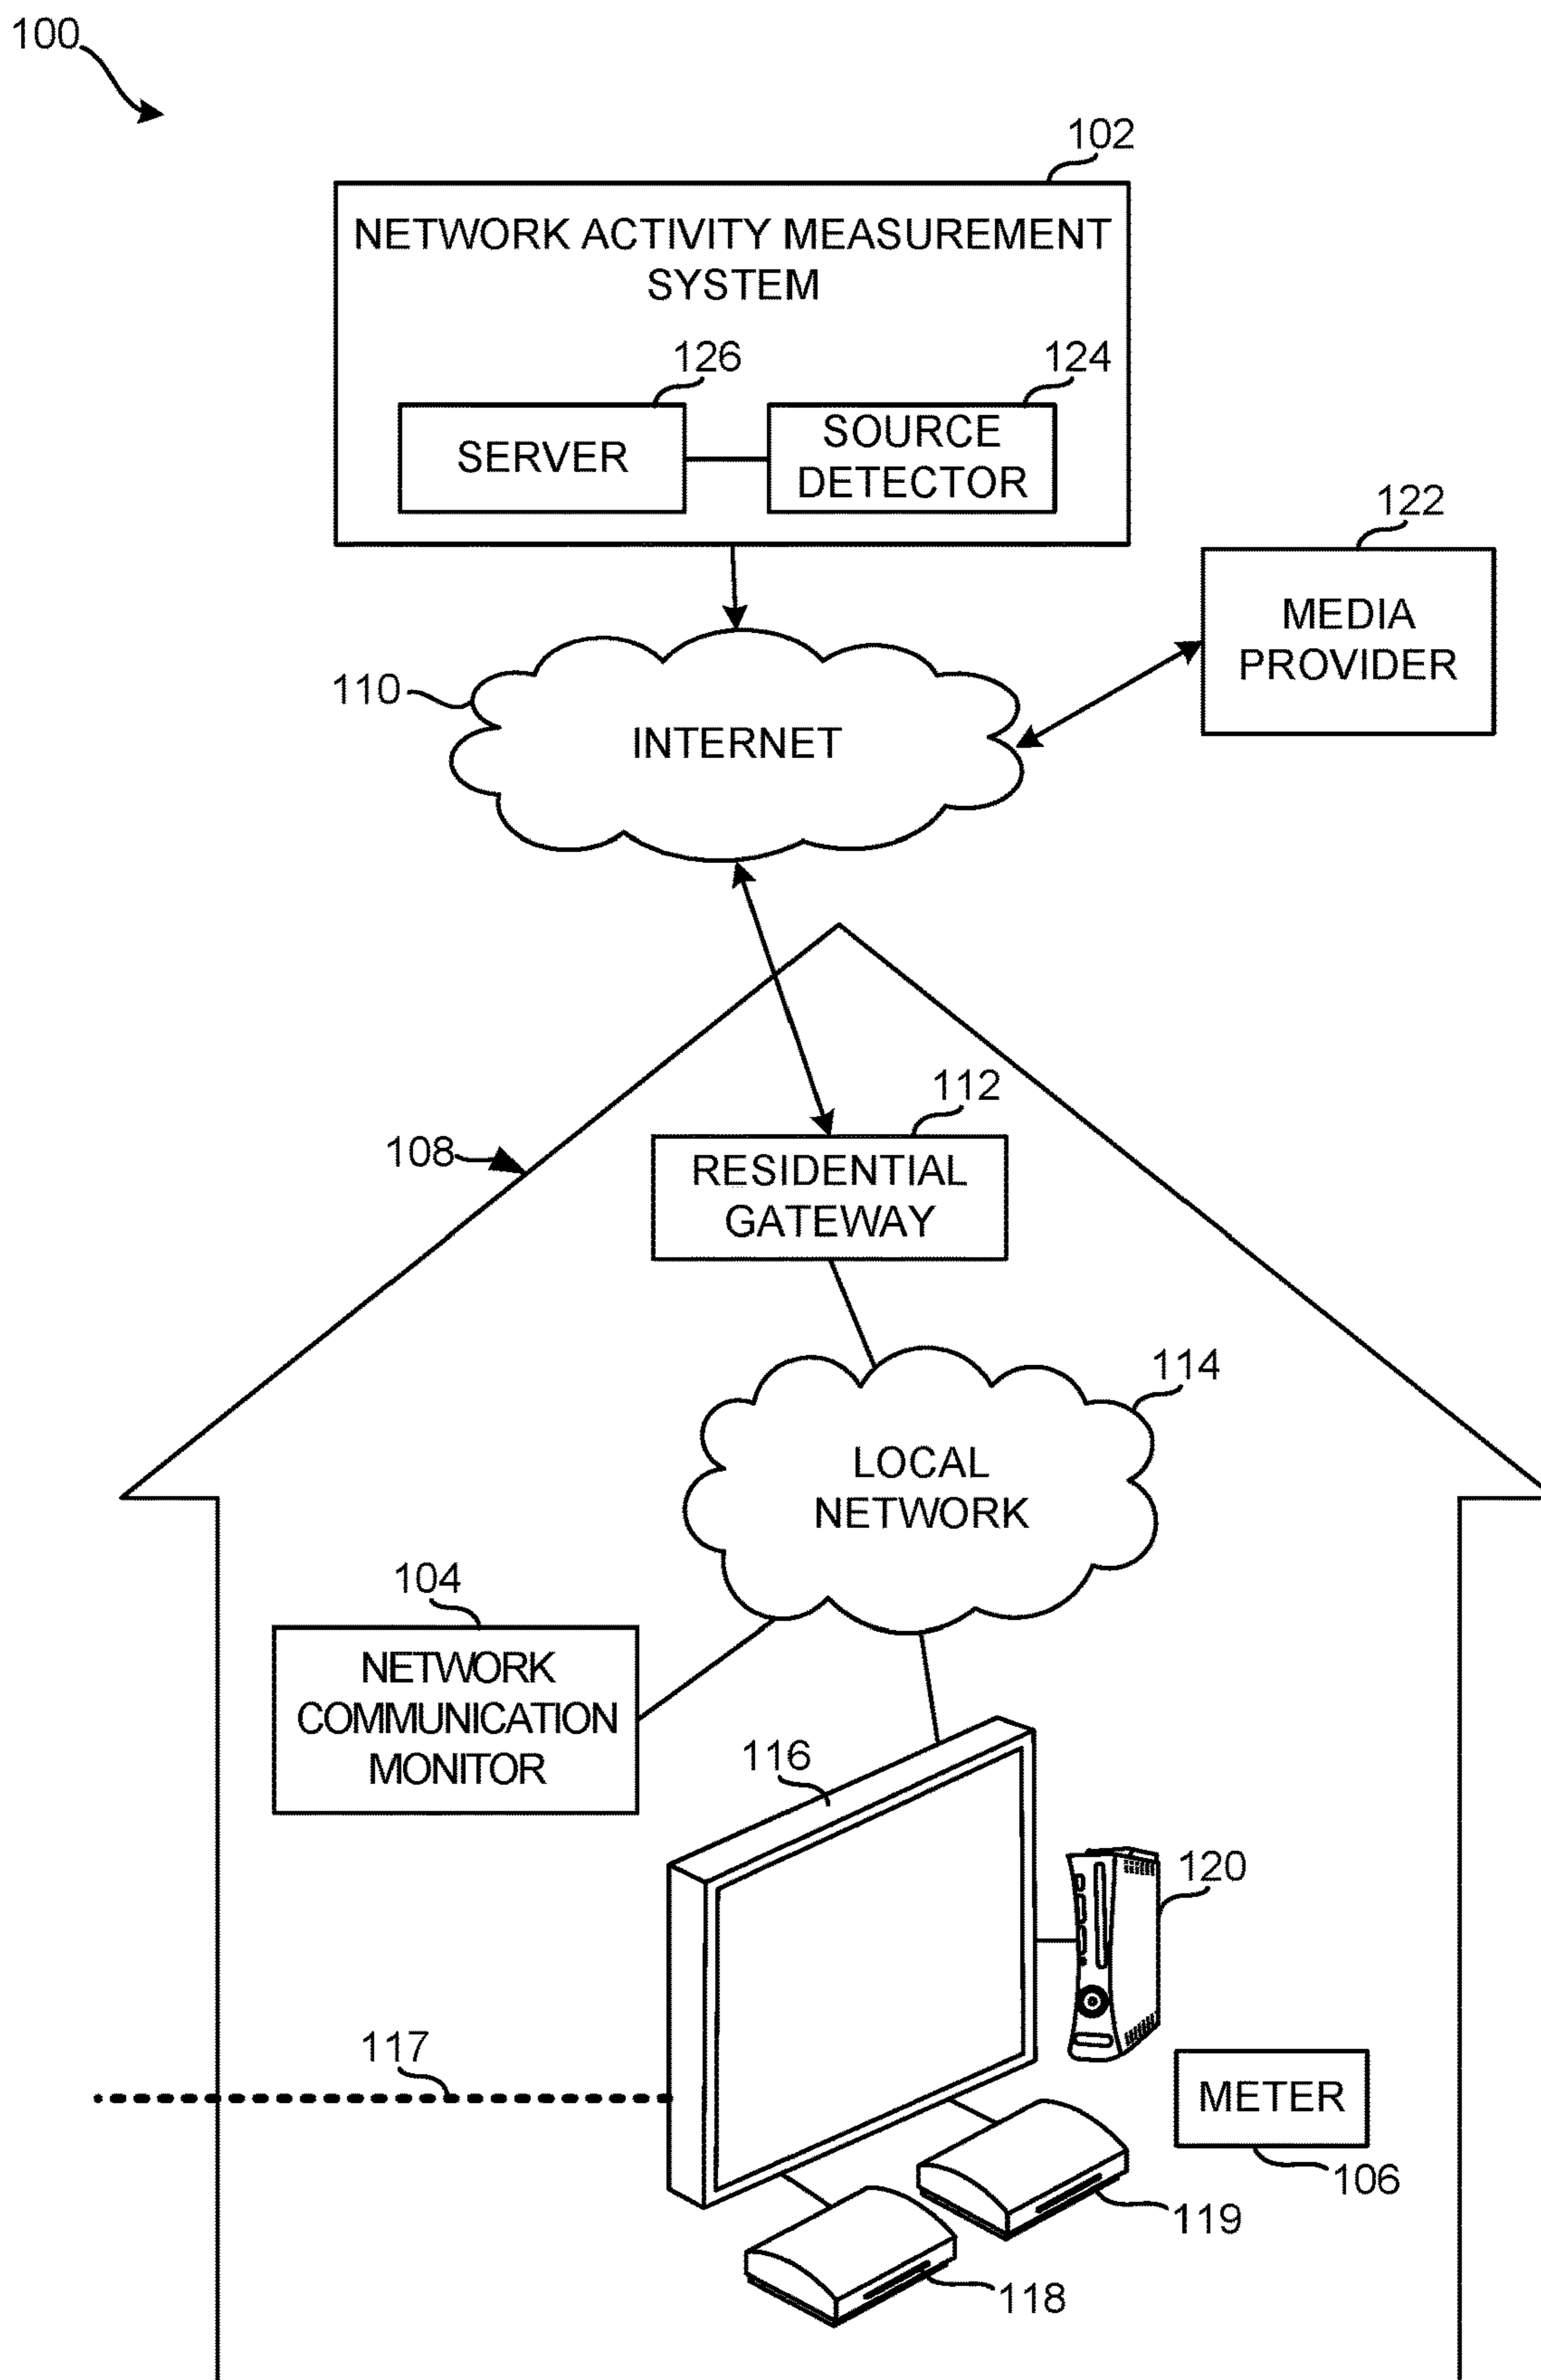 100
102
NETWORK ACTIVITY MEASUREMENT
SYSTEM
126
124
SERVER
SOURCE
DETECTOR
122
MEDIA
PROVIDER
110
INTERNET
112
108
RESIDENTIAL
GATEWAY
114
LOCAL
NETWORK
104
NETWORK
COMMUNICATION
MONITOR
116
120
117
METER
106
119
118